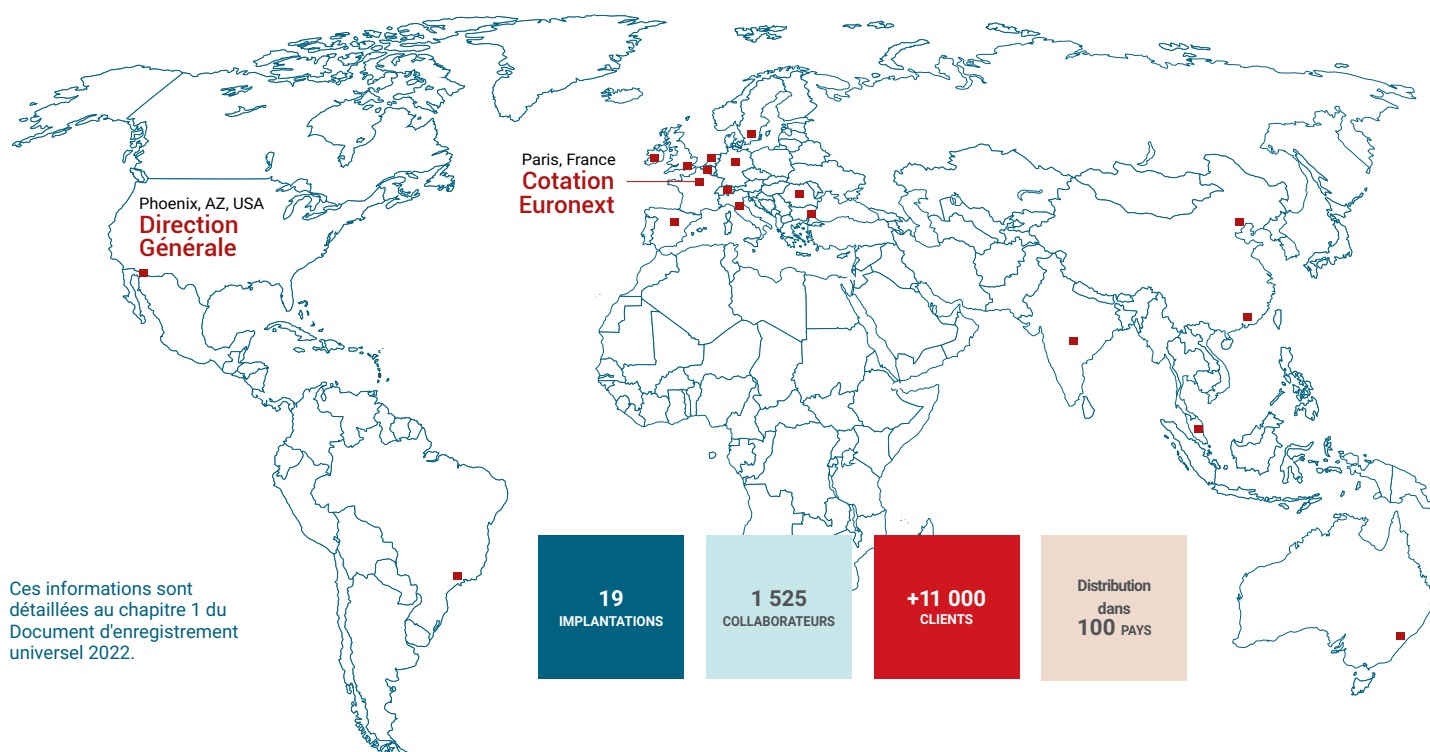 Paris, France
Cotation
Euronext
Phoenix, AZ, USA
Direction
Générale
Ces informations sont
détaillées au chapitre 1 du
Document d'enregistrement
universel 2022.
19
IMPLANTATIONS
1 525
COLLABORATEURS
+11 000
CLIENTS
Distribution
dans
100 PAYS